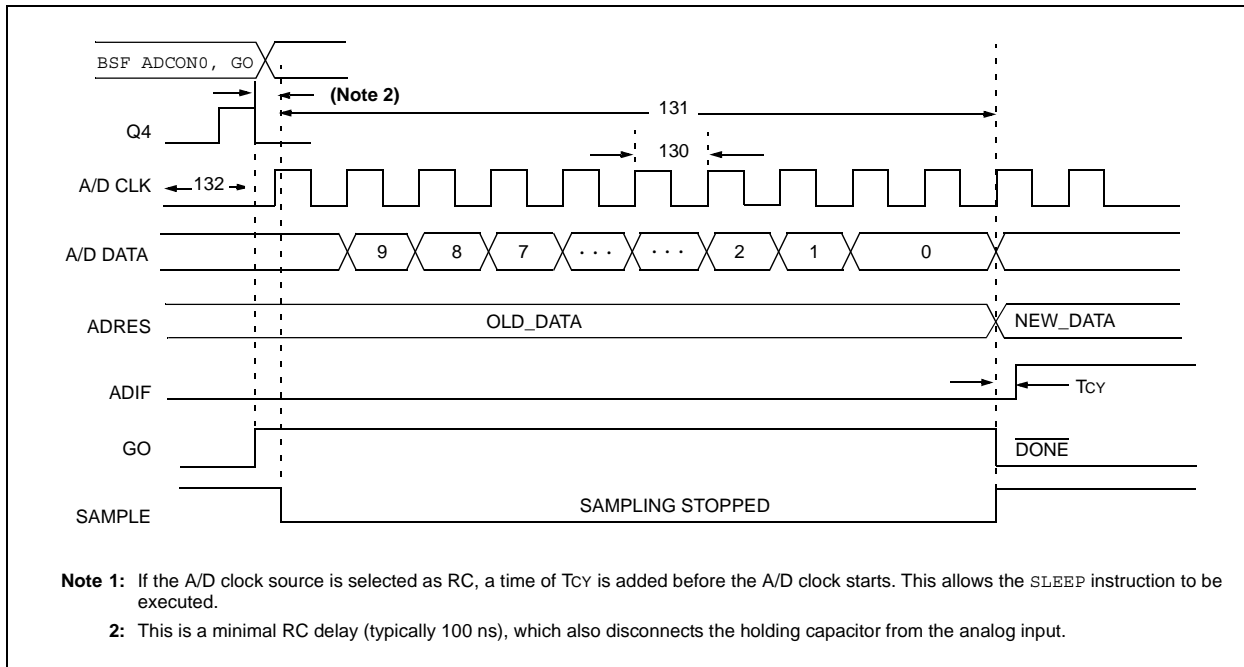 BSF ADCON0, GO
(Note 2)
131
Q4
130
A/D CLK
132
A/D DATA
9 8 7 · · · · · · 2 1 0
ADRES
OLD_DATA
NEW_DATA
ADIF
TCY
GO
DONE
SAMPLE
SAMPLING STOPPED
Note 1: If the A/D clock source is selected as RC, a time of TCY is added before the A/D clock starts. This allows the SLEEP instruction to be
executed.
2: This is a minimal RC delay (typically 100 ns), which also disconnects the holding capacitor from the analog input.